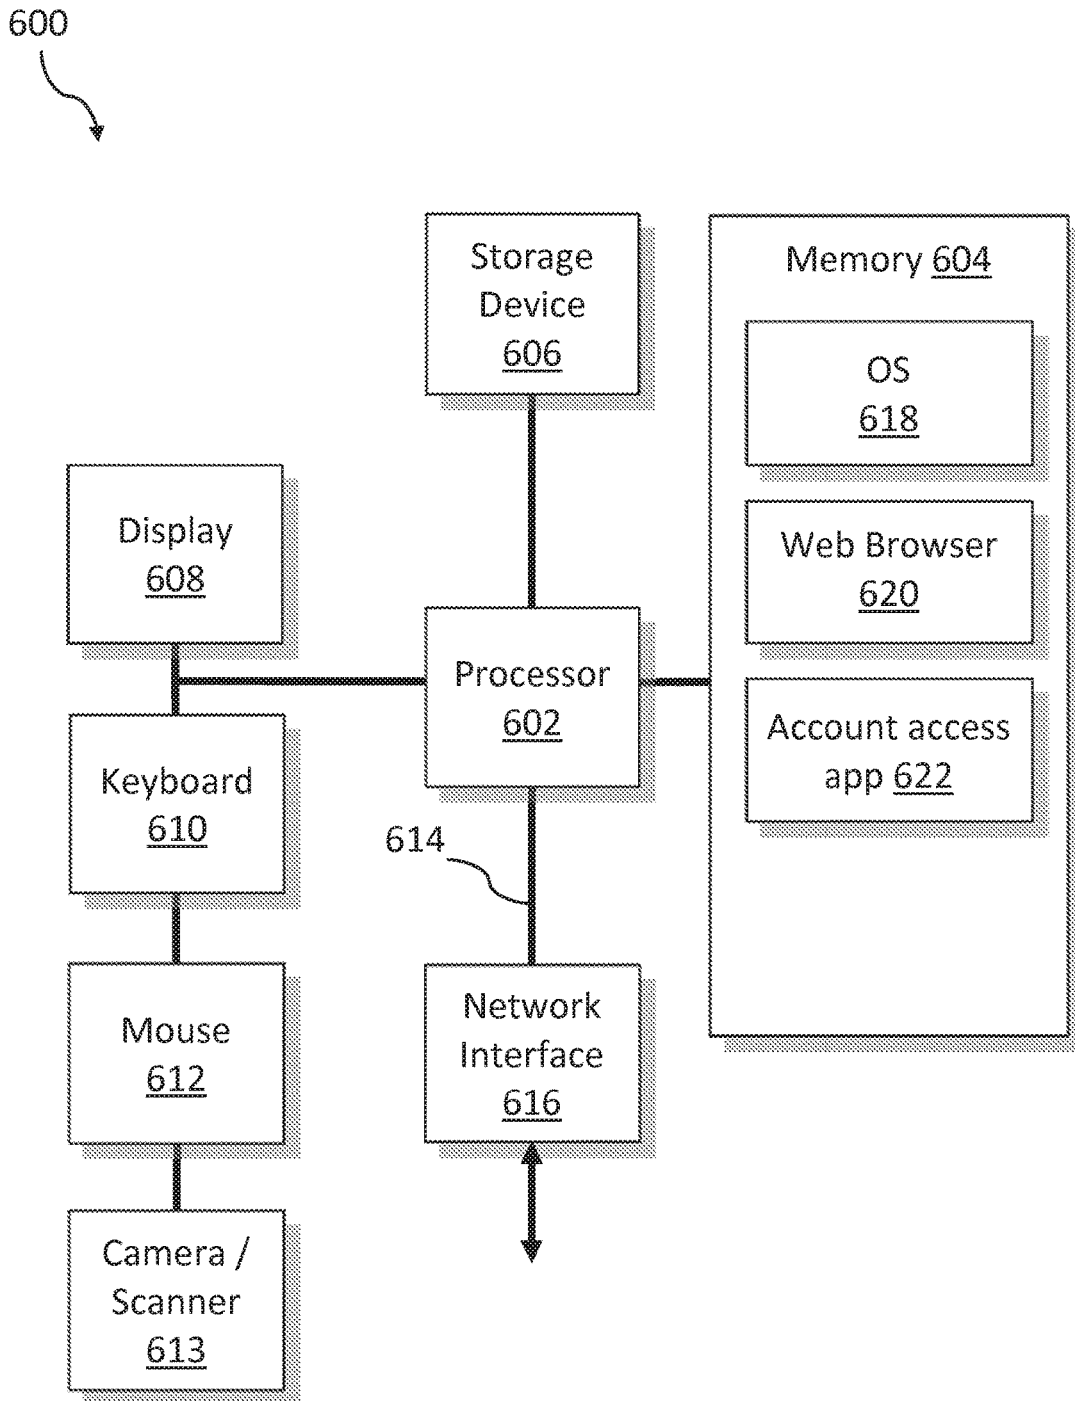 600
Storage
Device
606
Memory 604
OS
618
Web Browser
620
Account access
app 622
Display
608
Processor
602
Keyboard
610
614
Mouse
612
Network
Interface
616
Camera /
Scanner
613